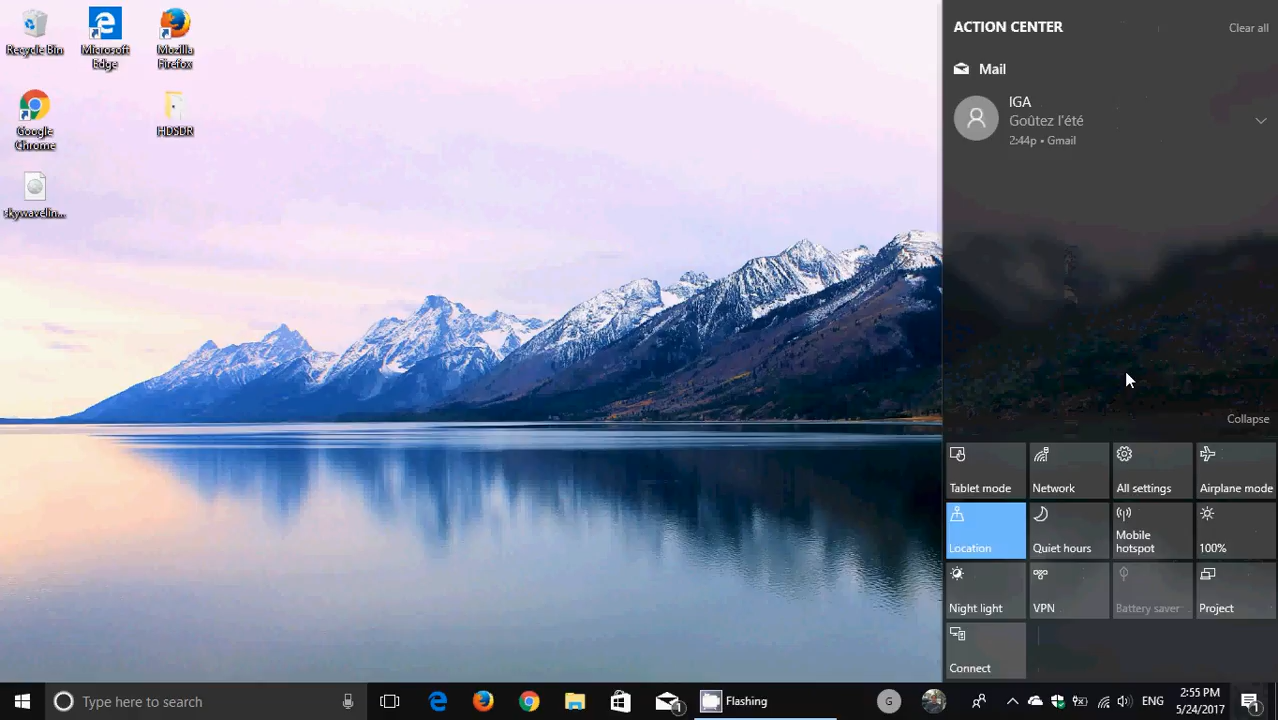 Recycle Bin
Microsoft
Edge
Mozilla
Firefox
Google
Chrome
HDSDR
skywavelin...
ACTION CENTER
Clear all
Mail
IGA
Goûtez l'été
2:44p • Gmail
Collapse
Tablet mode
Network
All settings
Airplane mode
Location
Quiet hours
Mobile
hotspot
100%
Night light
VPN
Battery saver
Project
Connect
Type here to search
1
Flashing
G
ENG
2:55 PM
5/24/2017
1